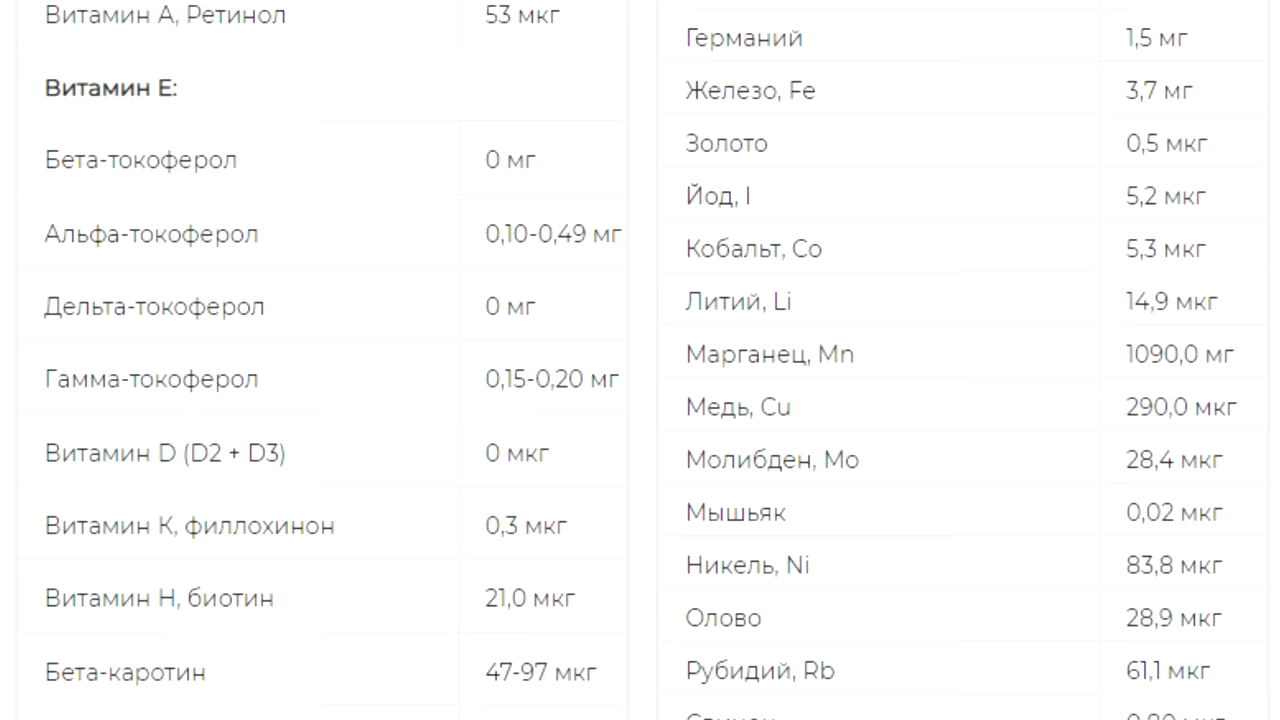 Витамин А, Ретинол 53 мкг
Витамин Е:
Бета-токоферол 0 мг
Альфа-токоферол 0,10-0,49 мг
Дельта-токоферол 0 мг
Гамма-токоферол 0,15-0,20 мг
Витамин D (D2 + D3) 0 мкг
Витамин К, филлохинон 0,3 мкг
Витамин Н, биотин 21,0 мкг
Бета-каротин 47-97 мкг
Германий 1,5 мг
Железо, Fe 3,7 мг
Золото 0,5 мкг
Йод, I 5,2 мкг
Кобальт, Co 5,3 мкг
Литий, Li 14,9 мкг
Марганец, Mn 1090,0 мг
Медь, Cu 290,0 мкг
Молибден, Mo 28,4 мкг
Мышьяк 0,02 мкг
Никель, Ni 83,8 мкг
Олово 28,9 мкг
Рубидий, Rb 61,1 мкг